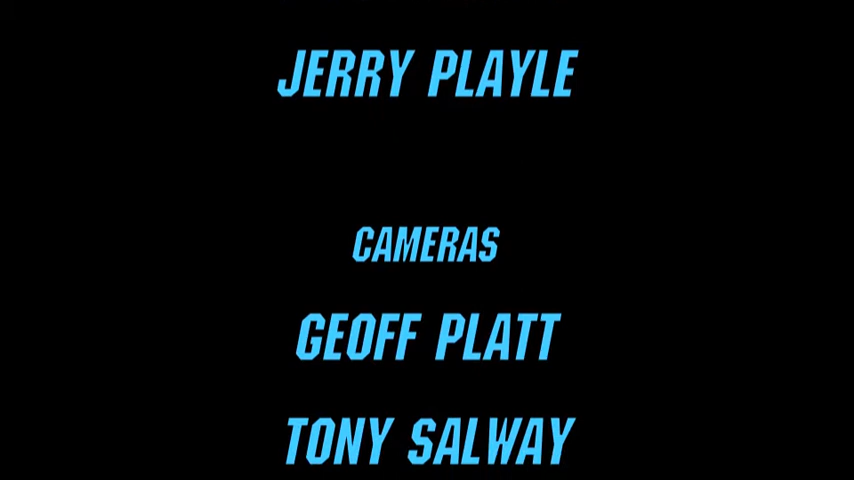 JERRY PLAYLE
CAMERAS
GEOFF PLATT
TONY SALWAY